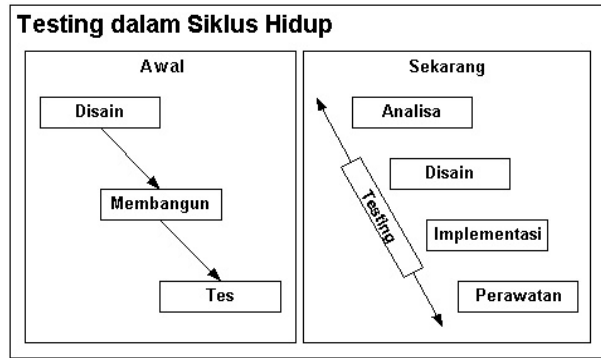 Testing dalam Siklus Hidup
Awal
Disain
Membangun
Tes
Sekarang
Analisa
Disain
Testing
Implementasi
Perawatan